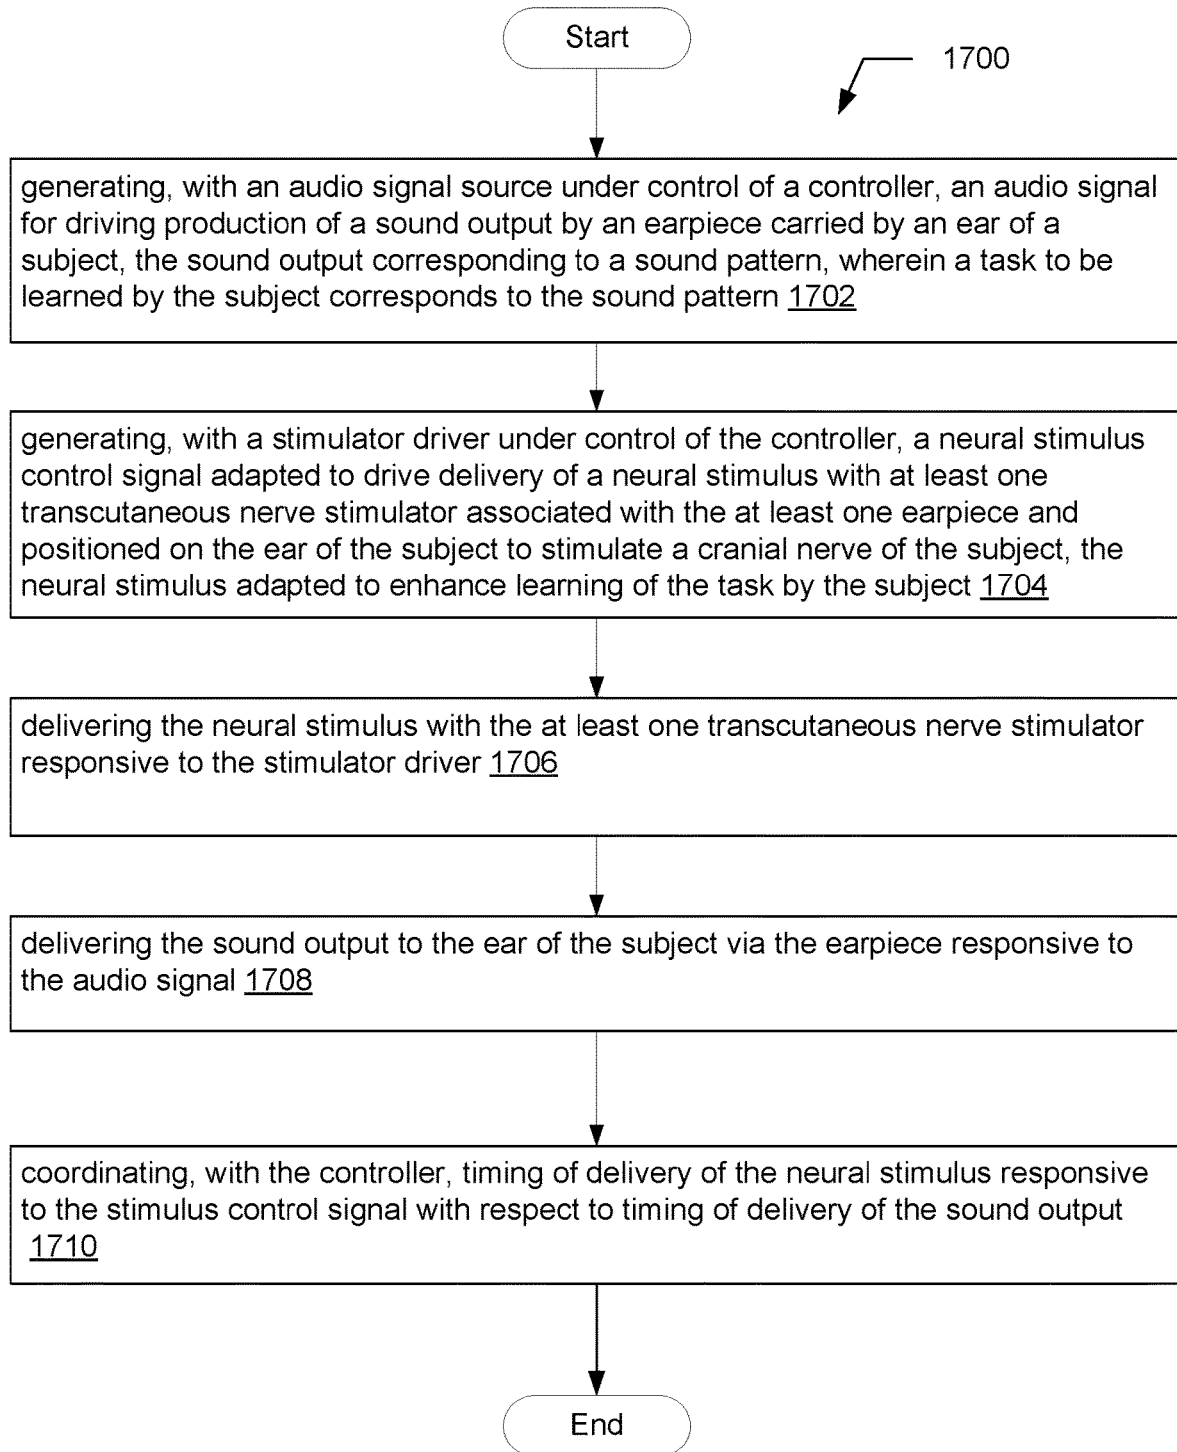 Start
1700
generating, with an audio signal source under control of a controller, an audio signal
for driving production of a sound output by an earpiece carried by an ear of a
subject, the sound output corresponding to a sound pattern, wherein a task to be
learned by the subject corresponds to the sound pattern 1702
generating, with a stimulator driver under control of the controller, a neural stimulus
control signal adapted to drive delivery of a neural stimulus with at least one
transcutaneous nerve stimulator associated with the at least one earpiece and
positioned on the ear of the subject to stimulate a cranial nerve of the subject, the
neural stimulus adapted to enhance learning of the task by the subject 1704
delivering the neural stimulus with the at least one transcutaneous nerve stimulator
responsive to the stimulator driver 1706
delivering the sound output to the ear of the subject via the earpiece responsive to
the audio signal 1708
coordinating, with the controller, timing of delivery of the neural stimulus responsive
to the stimulus control signal with respect to timing of delivery of the sound output
1710
End